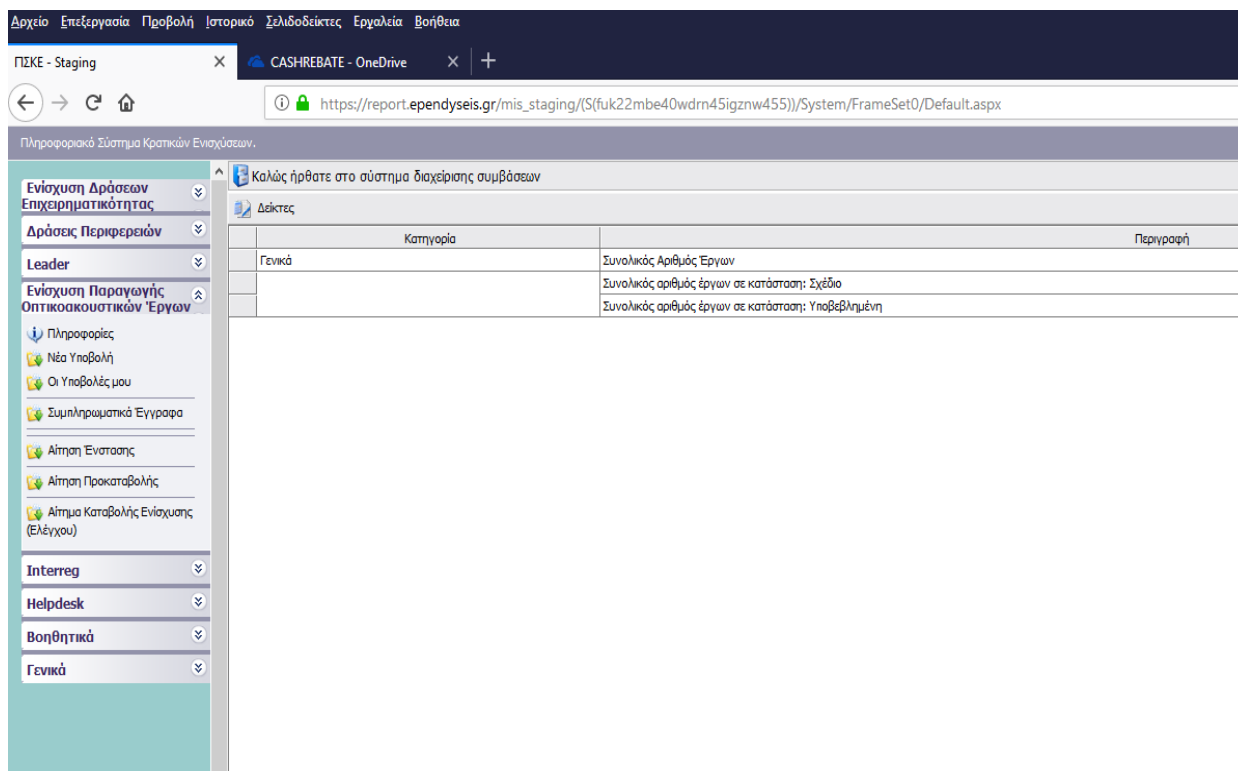 Αρχείο Επεξεργασία Προβολή Ιστορικό Σελιδοδείκτες Εργαλεία Βοήθεια
ΠΣΚΕ - Staging CASHREBATE - OneDrive
https://report.ependyseis.gr/mis_staging/(S(fuk22mbe40wdrn45igznw455))/System/FrameSet0/Default.aspx
Πληροφοριακό Σύστημα Κρατικών Ενισχύσεων.
Ενίσχυση Δράσεων
Επιχειρηματικότητας
Δράσεις Περιφερειών
Leader
Ενίσχυση Παραγωγής
Οπτικοακουστικών Έργων
Πληροφορίες
Νέα Υποβολή
Οι Υποβολές μου
Συμπληρωματικά Έγγραφα
Αίτηση Ένστασης
Αίτηση Προκαταβολής
Αίτημα Καταβολής Ενίσχυσης
(Ελέγχου)
Interreg
Helpdesk
Βοηθητικά
Γενικά
Καλώς ήρθατε στο σύστημα διαχείρισης συμβάσεων
Δείκτες
Κατηγορία Περιγραφή
Γενικά Συνολικός Αριθμός Έργων
Συνολικός αριθμός έργων σε κατάσταση: Σχέδιο
Συνολικός αριθμός έργων σε κατάσταση: Υποβεβλημένη